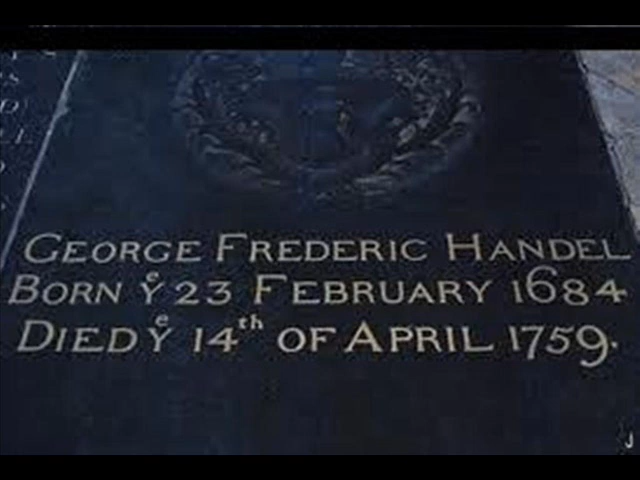 GEORGE FREDERIC HANDEL
BORN Yᵉ 23 FEBRUARY 1684
DIED Yᵉ 14ᵗʰ OF APRIL 1759.